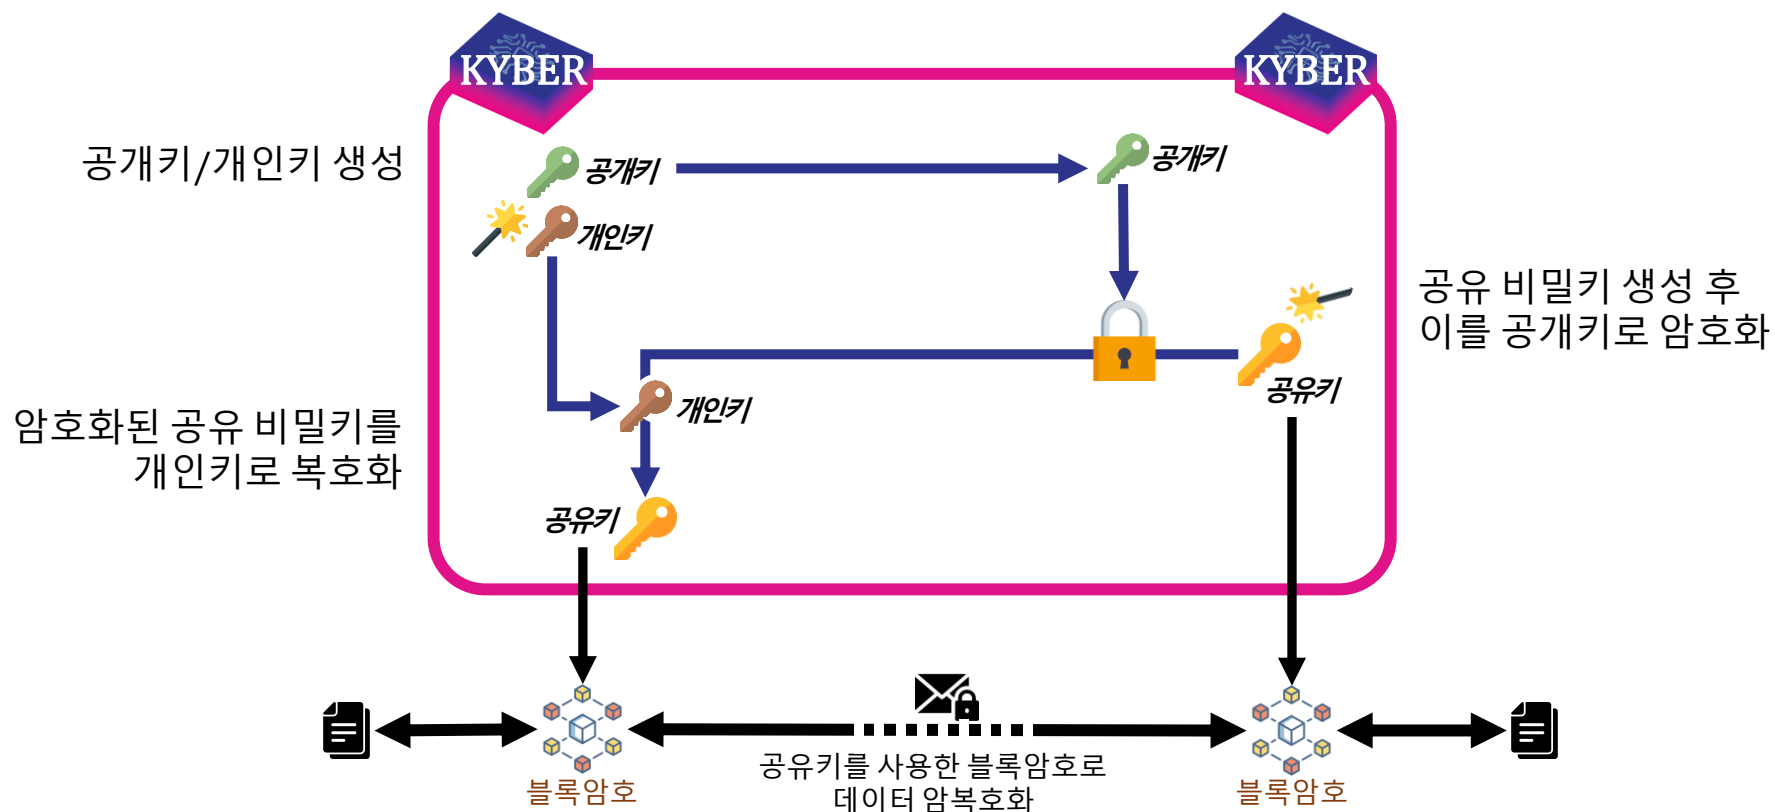 KYBER
KYBER
공개키/개인키 생성
공개키
공개키
개인키
공유 비밀키 생성 후
이를 공개키로 암호화
공유키
개인키
암호화된 공유 비밀키를
개인키로 복호화
공유키
공유키를 사용한 블록암호로
데이터 암복호화
블록암호
블록암호